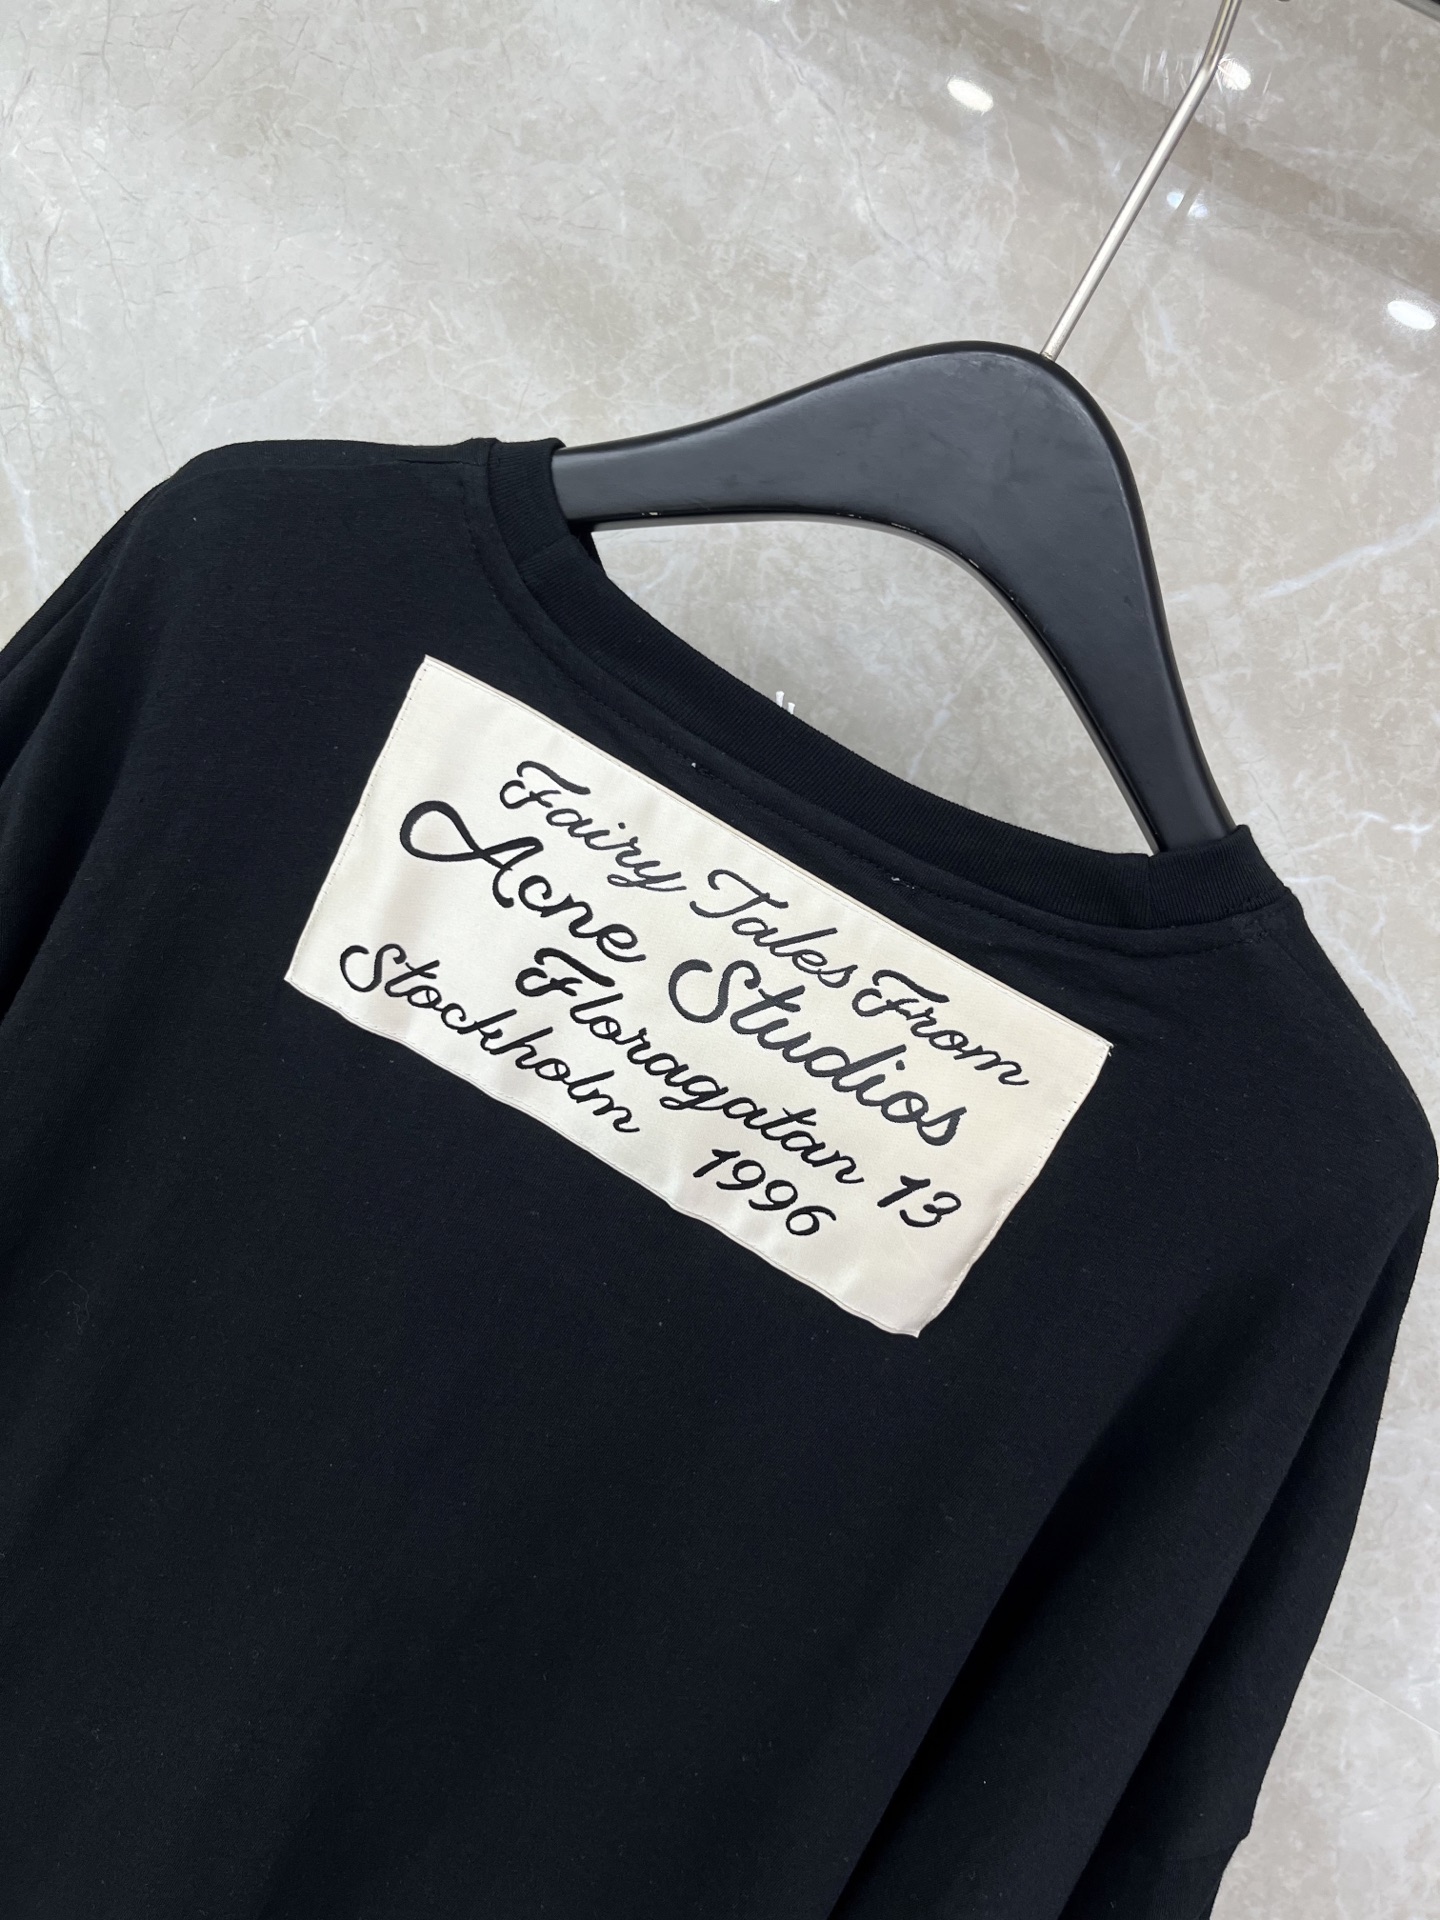 Fairy Tales From
Acne Studios
Floragatan 13
Stockholm 1996